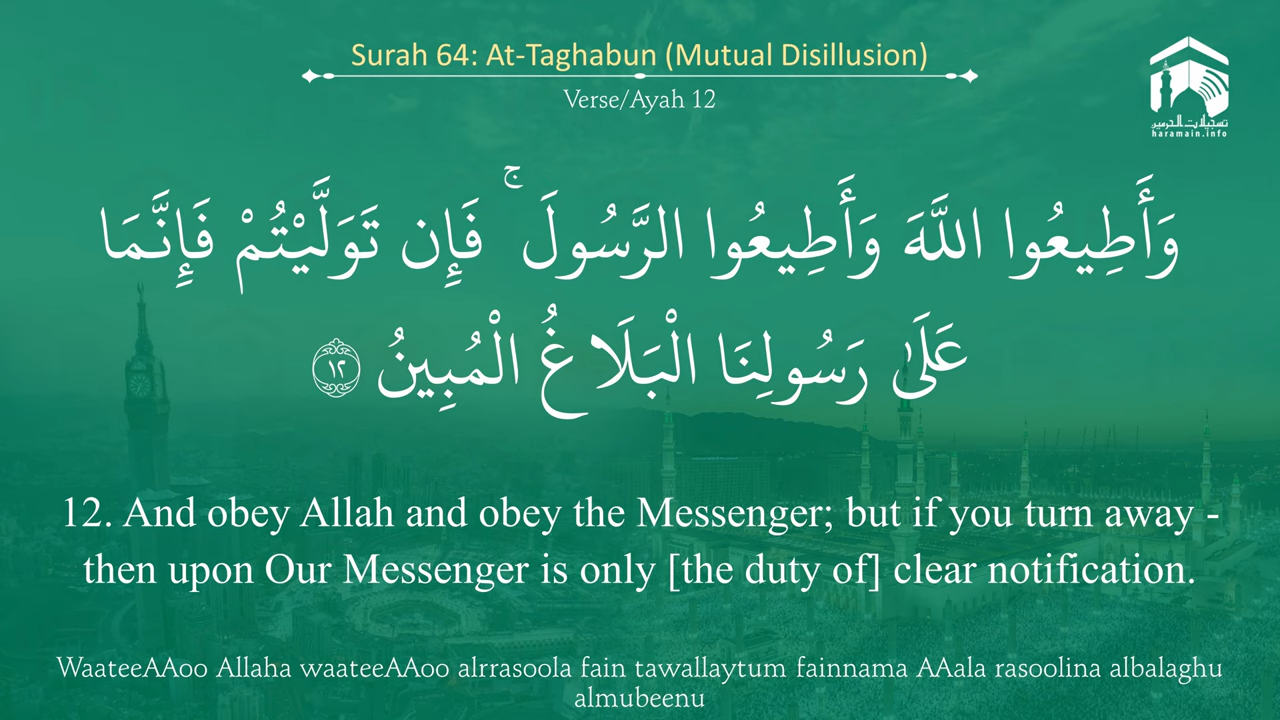 Surah 64: At-Taghabun (Mutual Disillusion)
Verse/Ayah 12
تسجيلات الحرمين
haramain.info
وَأَطِيعُوا اللَّهَ وَأَطِيعُوا الرَّسُولَ ۚ فَإِن تَوَلَّيْتُمْ فَإِنَّمَا
عَلَىٰ رَسُولِنَا الْبَلَاغُ الْمُبِينُ ١٢
12. And obey Allah and obey the Messenger; but if you turn away -
then upon Our Messenger is only [the duty of] clear notification.
WaateeAAoo Allaha waateeAAoo alrrasoola fain tawallaytum fainnama AAala rasoolina albalaghu
almubeenu